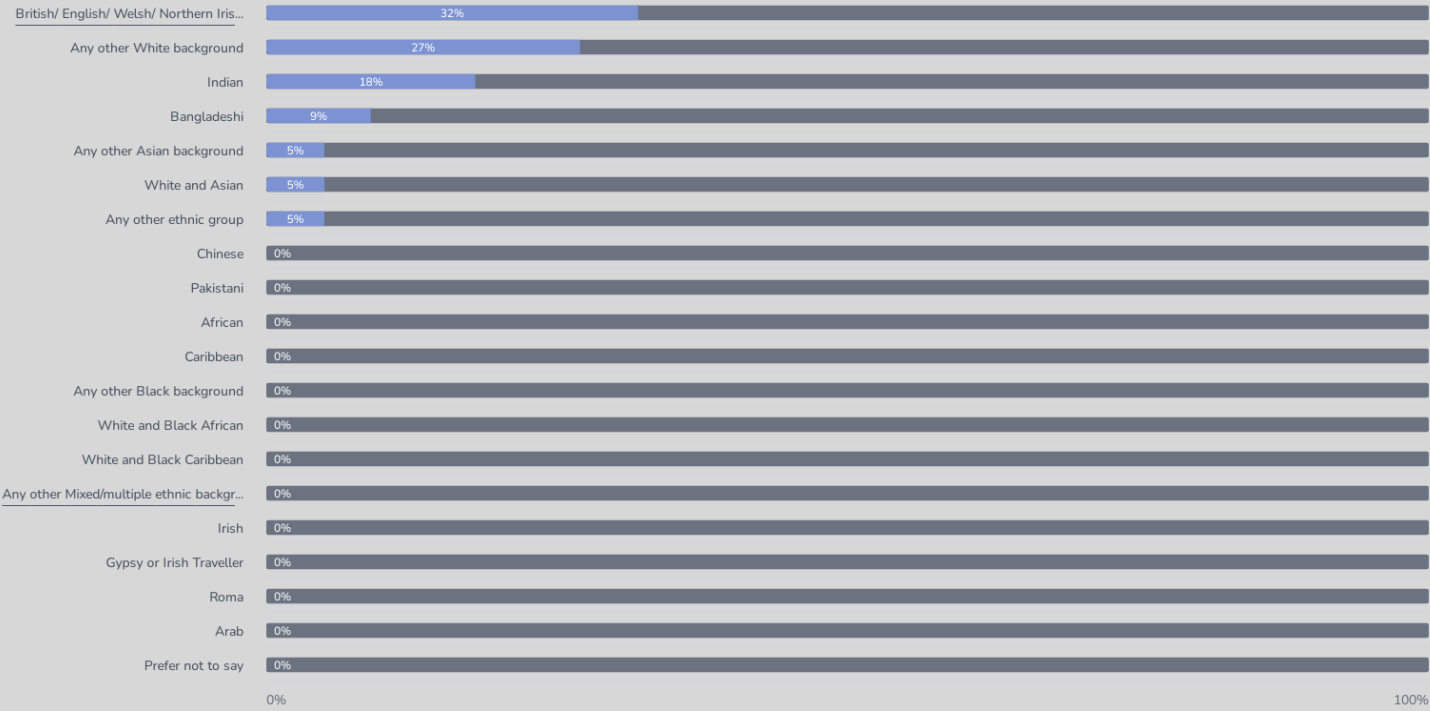 British/ English/ Welsh/ Northern Iris... 32%
Any other White background 27%
Indian 18%
Bangladeshi 9%
Any other Asian background 5%
White and Asian 5%
Any other ethnic group 5%
Chinese 0%
Pakistani 0%
African 0%
Caribbean 0%
Any other Black background 0%
White and Black African 0%
White and Black Caribbean 0%
Any other Mixed/multiple ethnic backgr... 0%
Irish 0%
Gypsy or Irish Traveller 0%
Roma 0%
Arab 0%
Prefer not to say 0%
0% 100%